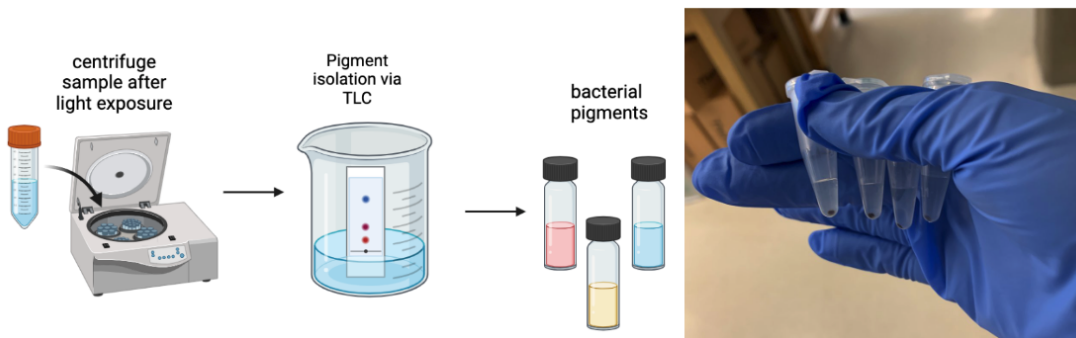 centrifuge
sample after
light exposure
Pigment
isolation via
TLC
bacterial
pigments